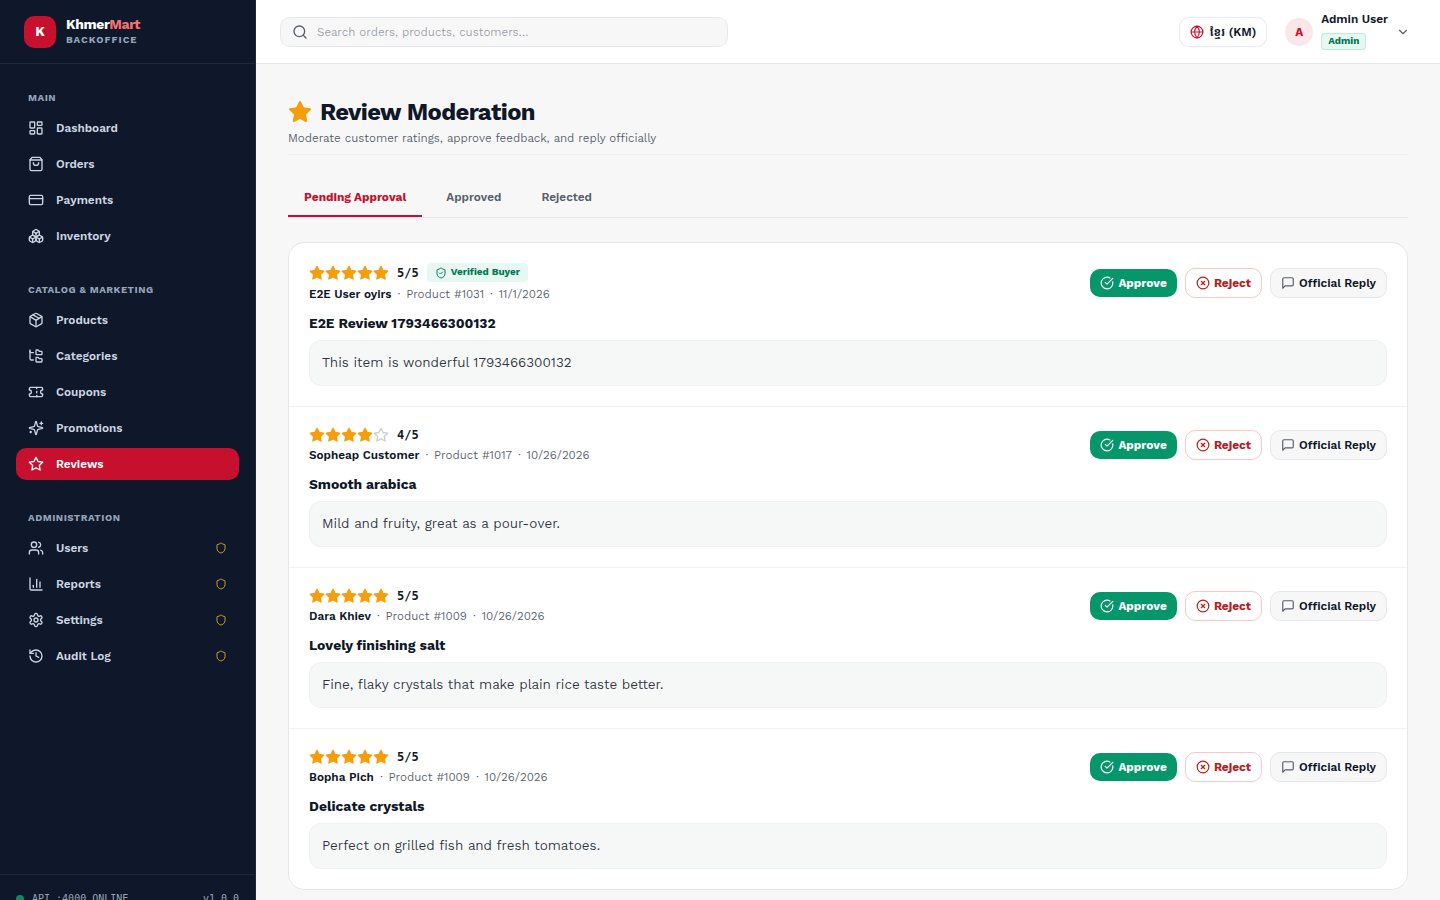 K
KhmerMart
BACKOFFICE
Search orders, products, customers...
ខ្មែរ (KM)
A
Admin User
Admin
MAIN
Dashboard
Orders
Payments
Inventory
CATALOG & MARKETING
Products
Categories
Coupons
Promotions
Reviews
ADMINISTRATION
Users
Reports
Settings
Audit Log
API :4000 ONLINE
v1.0.0
Review Moderation
Moderate customer ratings, approve feedback, and reply officially
Pending Approval
Approved
Rejected
5/5 Verified Buyer
E2E User oyirs · Product #1031 · 11/1/2026
Approve
Reject
Official Reply
E2E Review 1793466300132
This item is wonderful 1793466300132
4/5
Sopheap Customer · Product #1017 · 10/26/2026
Approve
Reject
Official Reply
Smooth arabica
Mild and fruity, great as a pour-over.
5/5
Dara Khiev · Product #1009 · 10/26/2026
Approve
Reject
Official Reply
Lovely finishing salt
Fine, flaky crystals that make plain rice taste better.
5/5
Bopha Pich · Product #1009 · 10/26/2026
Approve
Reject
Official Reply
Delicate crystals
Perfect on grilled fish and fresh tomatoes.